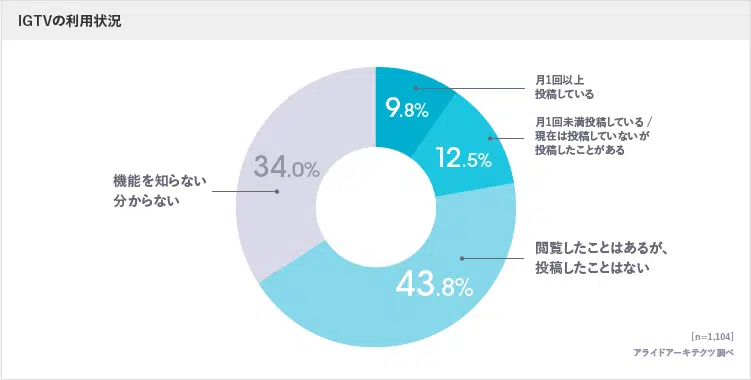 IGTVの利用状況
月1回以上
投稿している
9.8%
月1回未満投稿している /
現在は投稿していないが
投稿したことがある
12.5%
34.0%
機能を知らない
分からない
閲覧したことはあるが、
投稿したことはない
43.8%
[n=1,104]
アライドアーキテクツ調べ